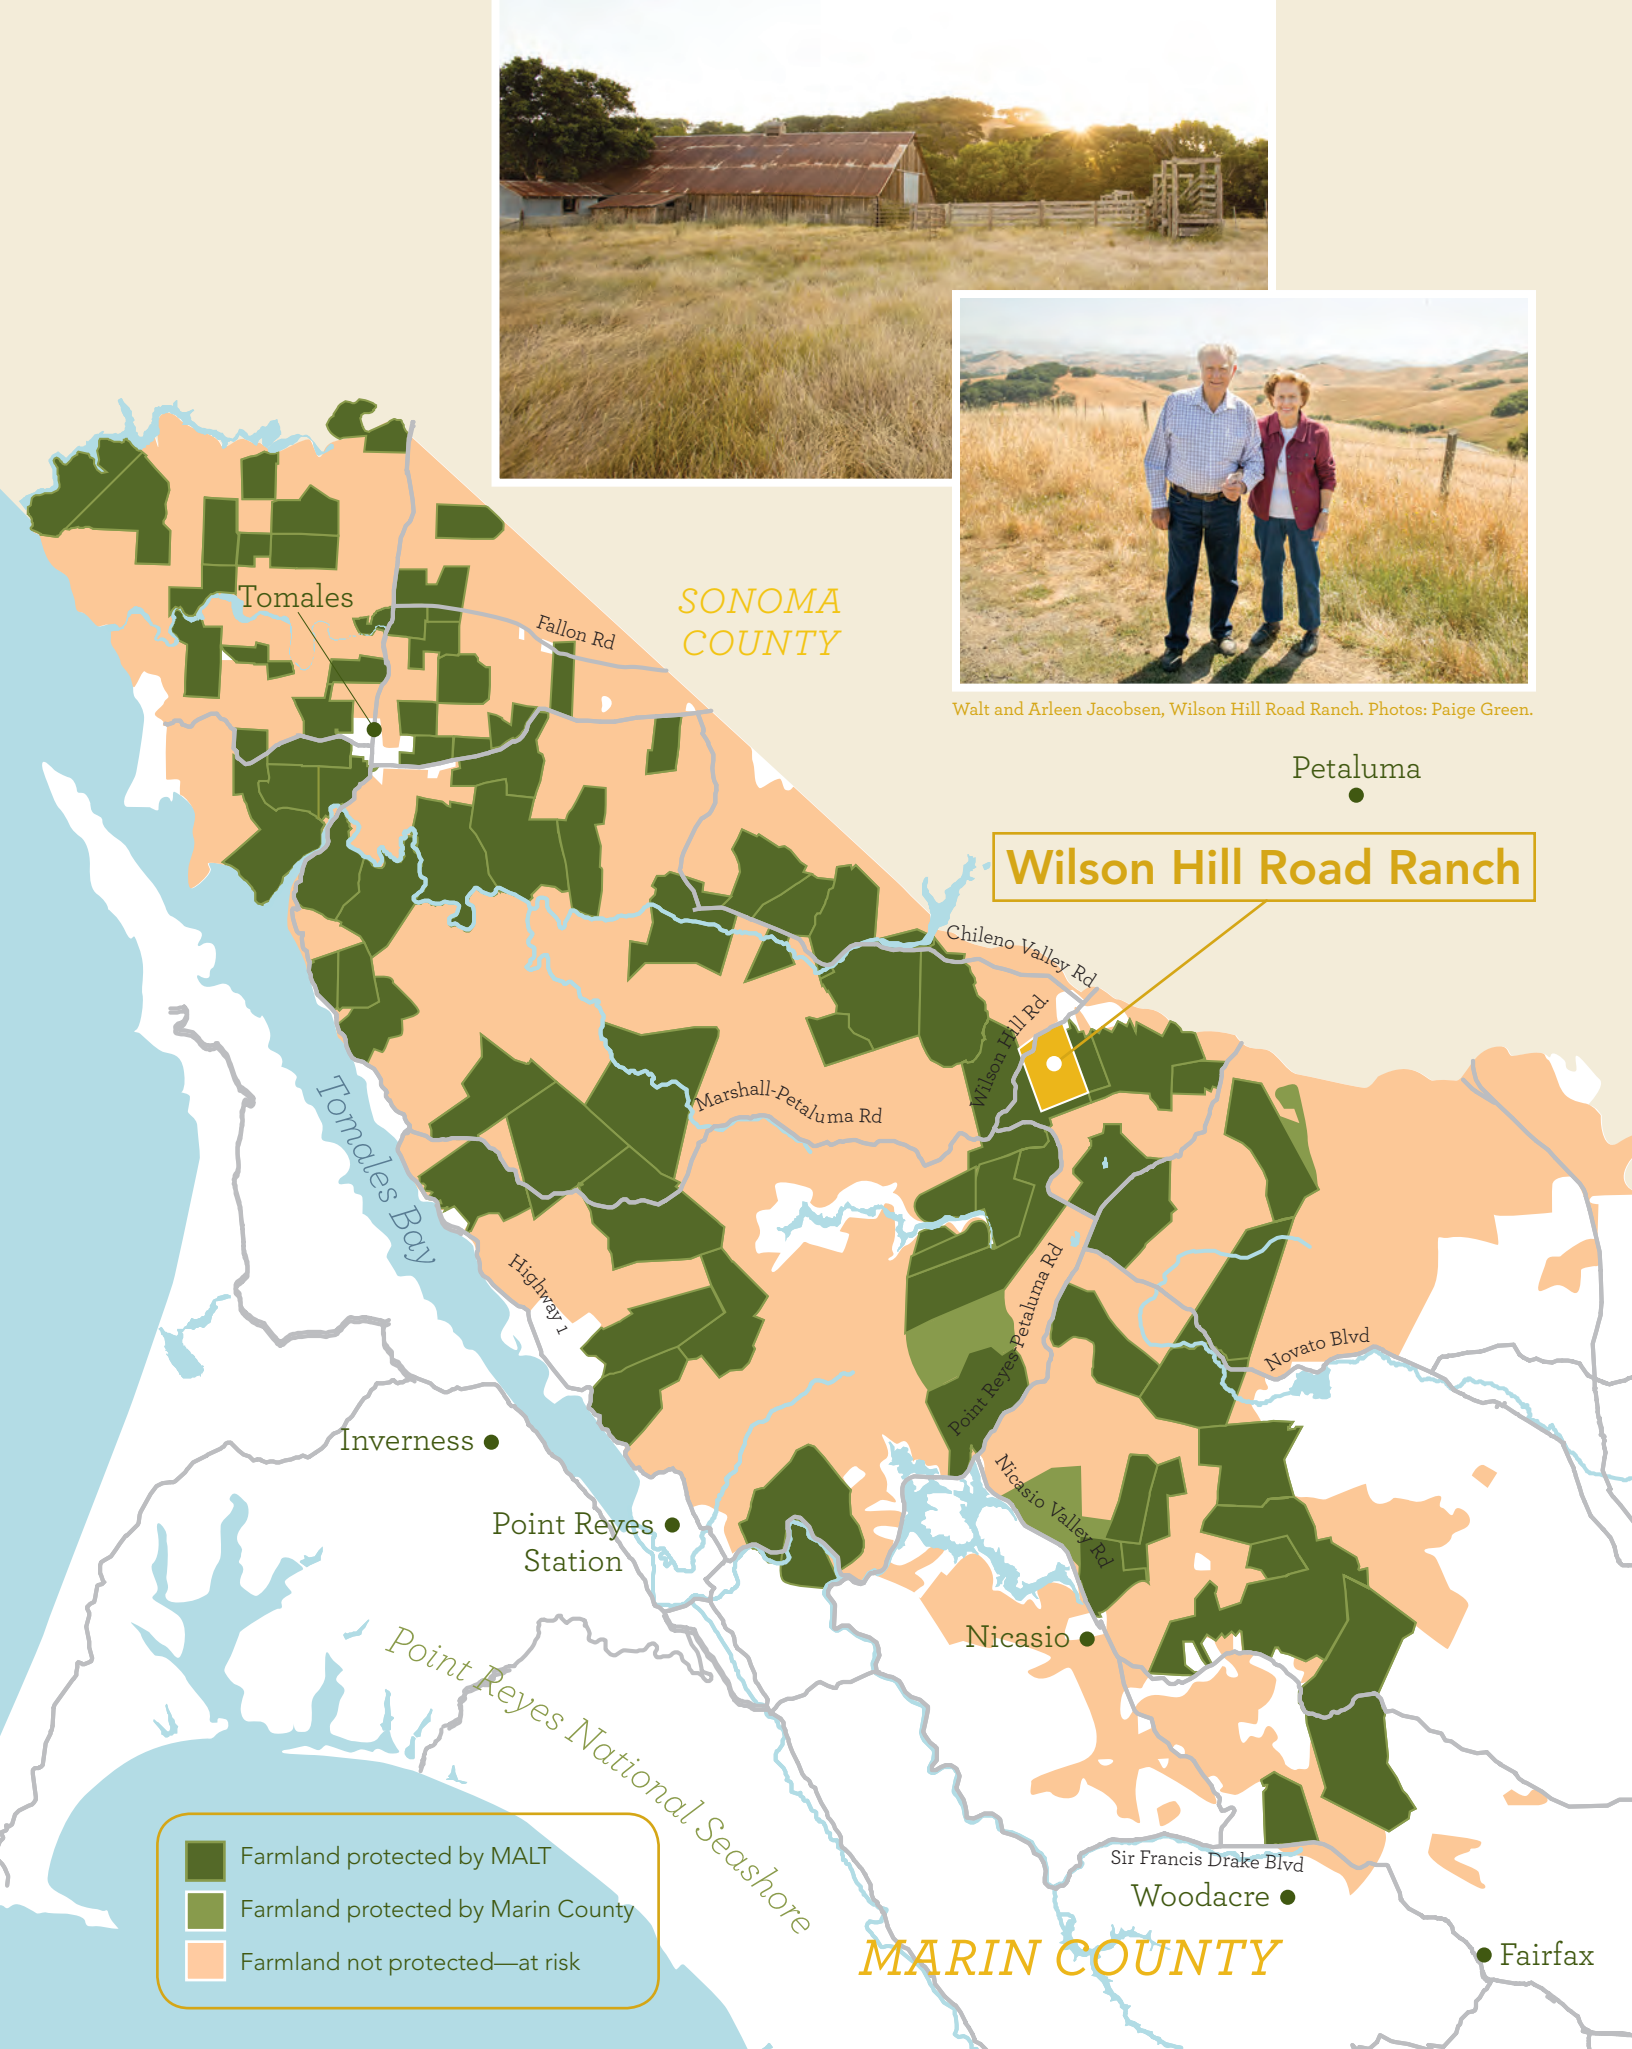 Tomales
Fallon Rd
SONOMA
COUNTY
Walt and Arleen Jacobsen, Wilson Hill Road Ranch. Photos: Paige Green.
Petaluma
Wilson Hill Road Ranch
Chileno Valley Rd
Wilson Hill Rd.
Marshall-Petaluma Rd
Tomales Bay
Highway 1
Point Reyes-Petaluma Rd
Novato Blvd
Inverness
Nicasio Valley Rd
Point Reyes
Station
Nicasio
Point Reyes National Seashore
Farmland protected by MALT
Farmland protected by Marin County
Farmland not protected—at risk
Sir Francis Drake Blvd
Woodacre
MARIN COUNTY
Fairfax